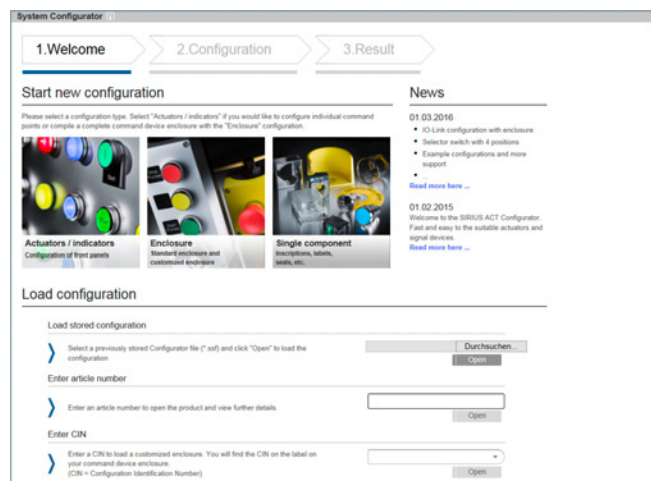 System Configurator
1.Welcome
2.Configuration
3.Result
Start new configuration
Please select a configuration type. Select "Actuators / indicators" if you would like to configure individual command
points or compile a complete command device enclosure with the "Enclosure" configuration.
Actuators / indicators
Configuration of front panels
Enclosure
Standard enclosure and
customized enclosure
Single component
Inscriptions, labels,
seals, etc.
News
01.03.2016
IO-Link configuration with enclosure
Selector switch with 4 positions
Example configurations and more
support
...
Read more here ...
01.02.2015
Welcome to the SIRIUS ACT Configurator.
Fast and easy to the suitable actuators and
signal devices.
Read more here ...
Load configuration
Load stored configuration
Select a previously stored Configurator file (*.ssf) and click "Open" to load the
configuration
Durchsuchen...
Open
Enter article number
Enter an article number to open the product and view further details.
Open
Enter CIN
Enter a CIN to load a customized enclosure. You will find the CIN on the label on
your command device enclosure.
(CIN = Configuration Identification Number)
Open